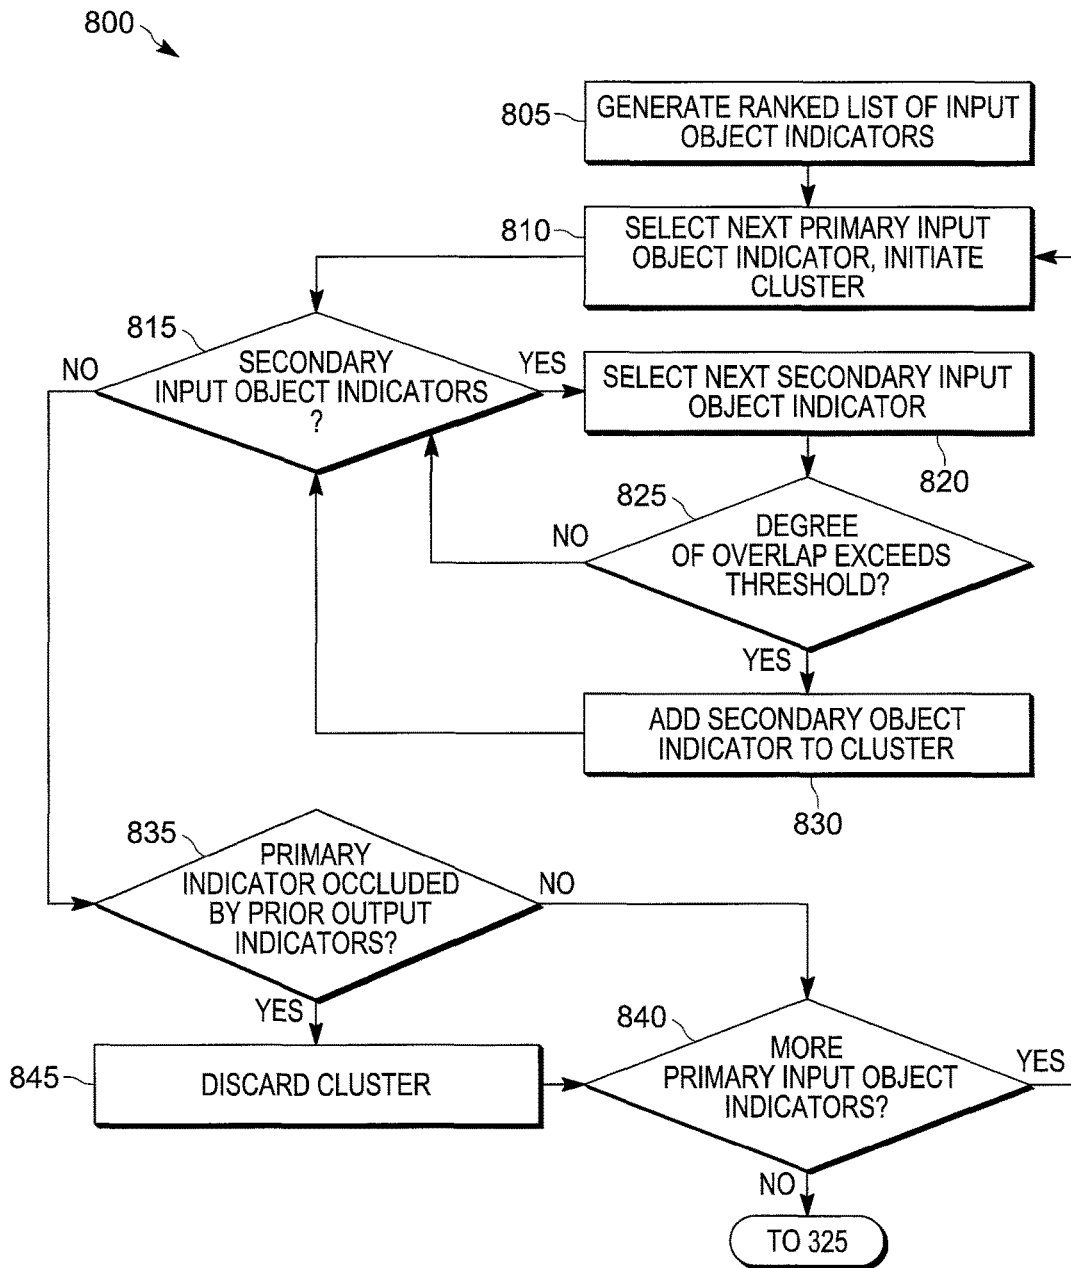 800
805
GENERATE RANKED LIST OF INPUT
OBJECT INDICATORS
810
SELECT NEXT PRIMARY INPUT
OBJECT INDICATOR, INITIATE
CLUSTER
815
NO
SECONDARY
INPUT OBJECT INDICATORS
?
YES
SELECT NEXT SECONDARY INPUT
OBJECT INDICATOR
820
825
NO
DEGREE
OF OVERLAP EXCEEDS
THRESHOLD?
YES
ADD SECONDARY OBJECT
INDICATOR TO CLUSTER
830
835
PRIMARY
INDICATOR OCCLUDED
BY PRIOR OUTPUT
INDICATORS?
NO
YES
845
DISCARD CLUSTER
840
MORE
PRIMARY INPUT OBJECT
INDICATORS?
YES
NO
TO 325